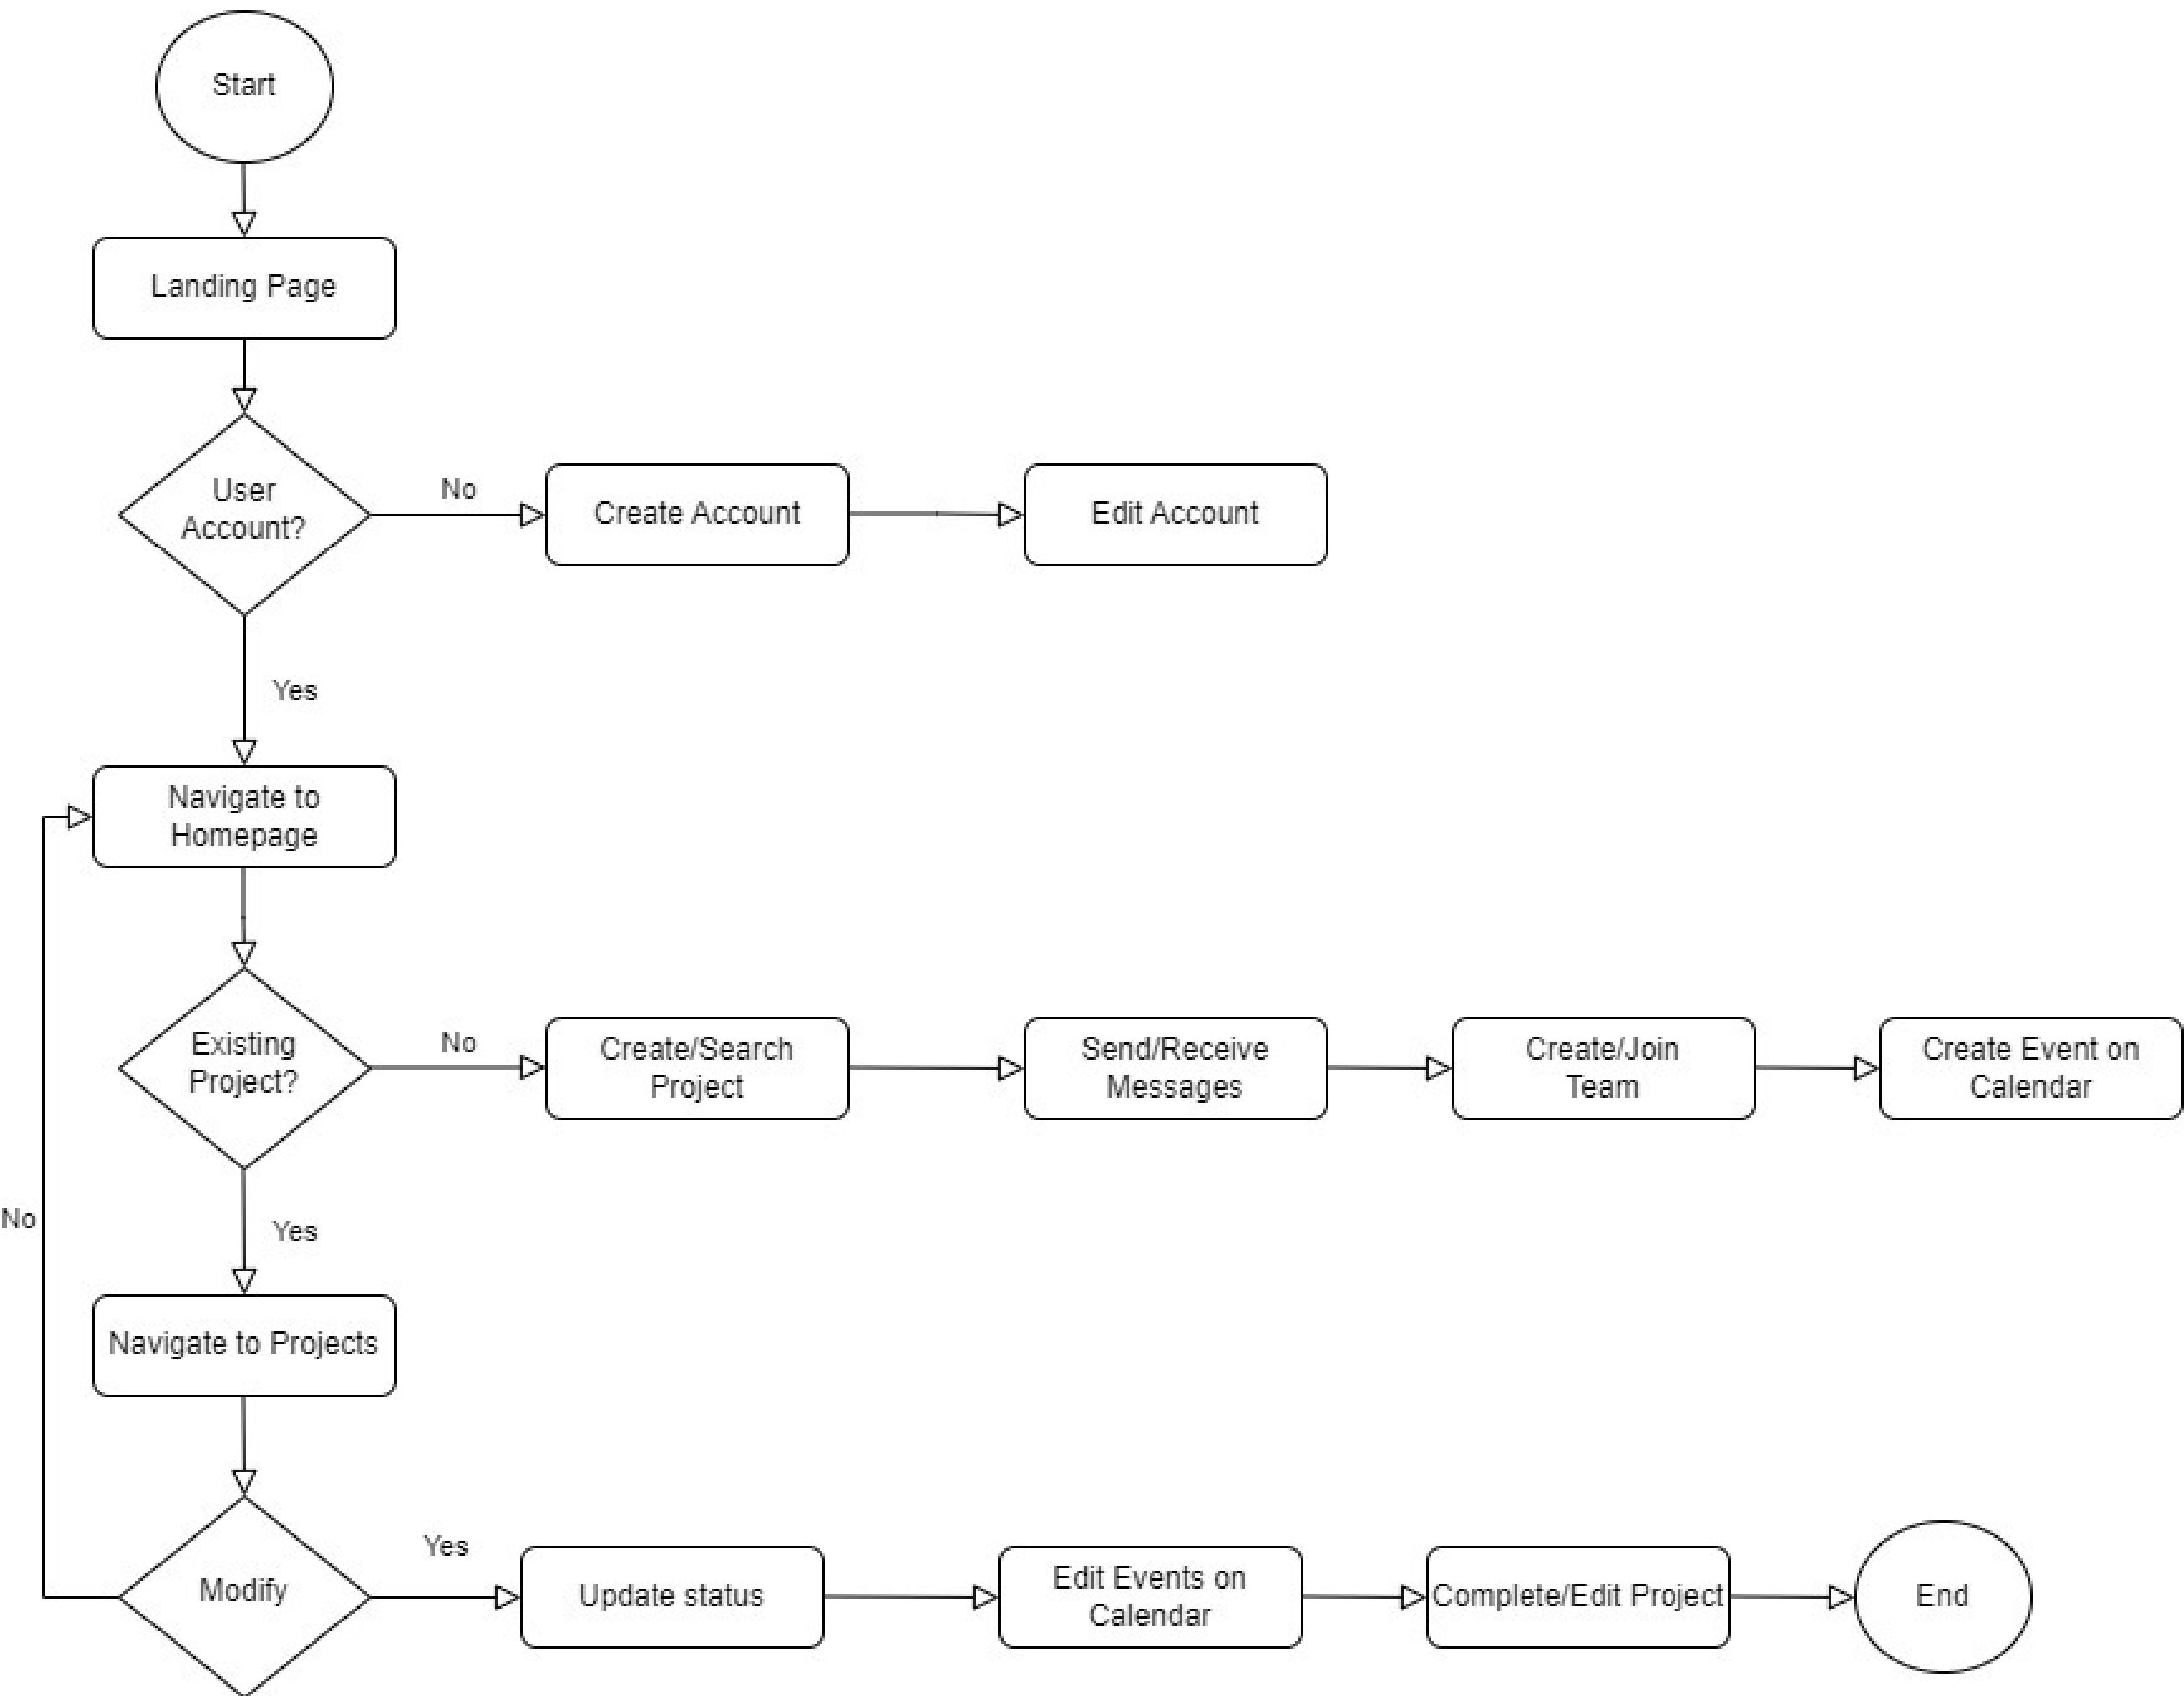 Start
Landing Page
User
Account?
No
Create Account
Edit Account
Yes
Navigate to
Homepage
Existing
Project?
No
Create/Search
Project
Send/Receive
Messages
Create/Join
Team
Create Event on
Calendar
No
Yes
Navigate to Projects
Modify
Yes
Update status
Edit Events on
Calendar
Complete/Edit Project
End